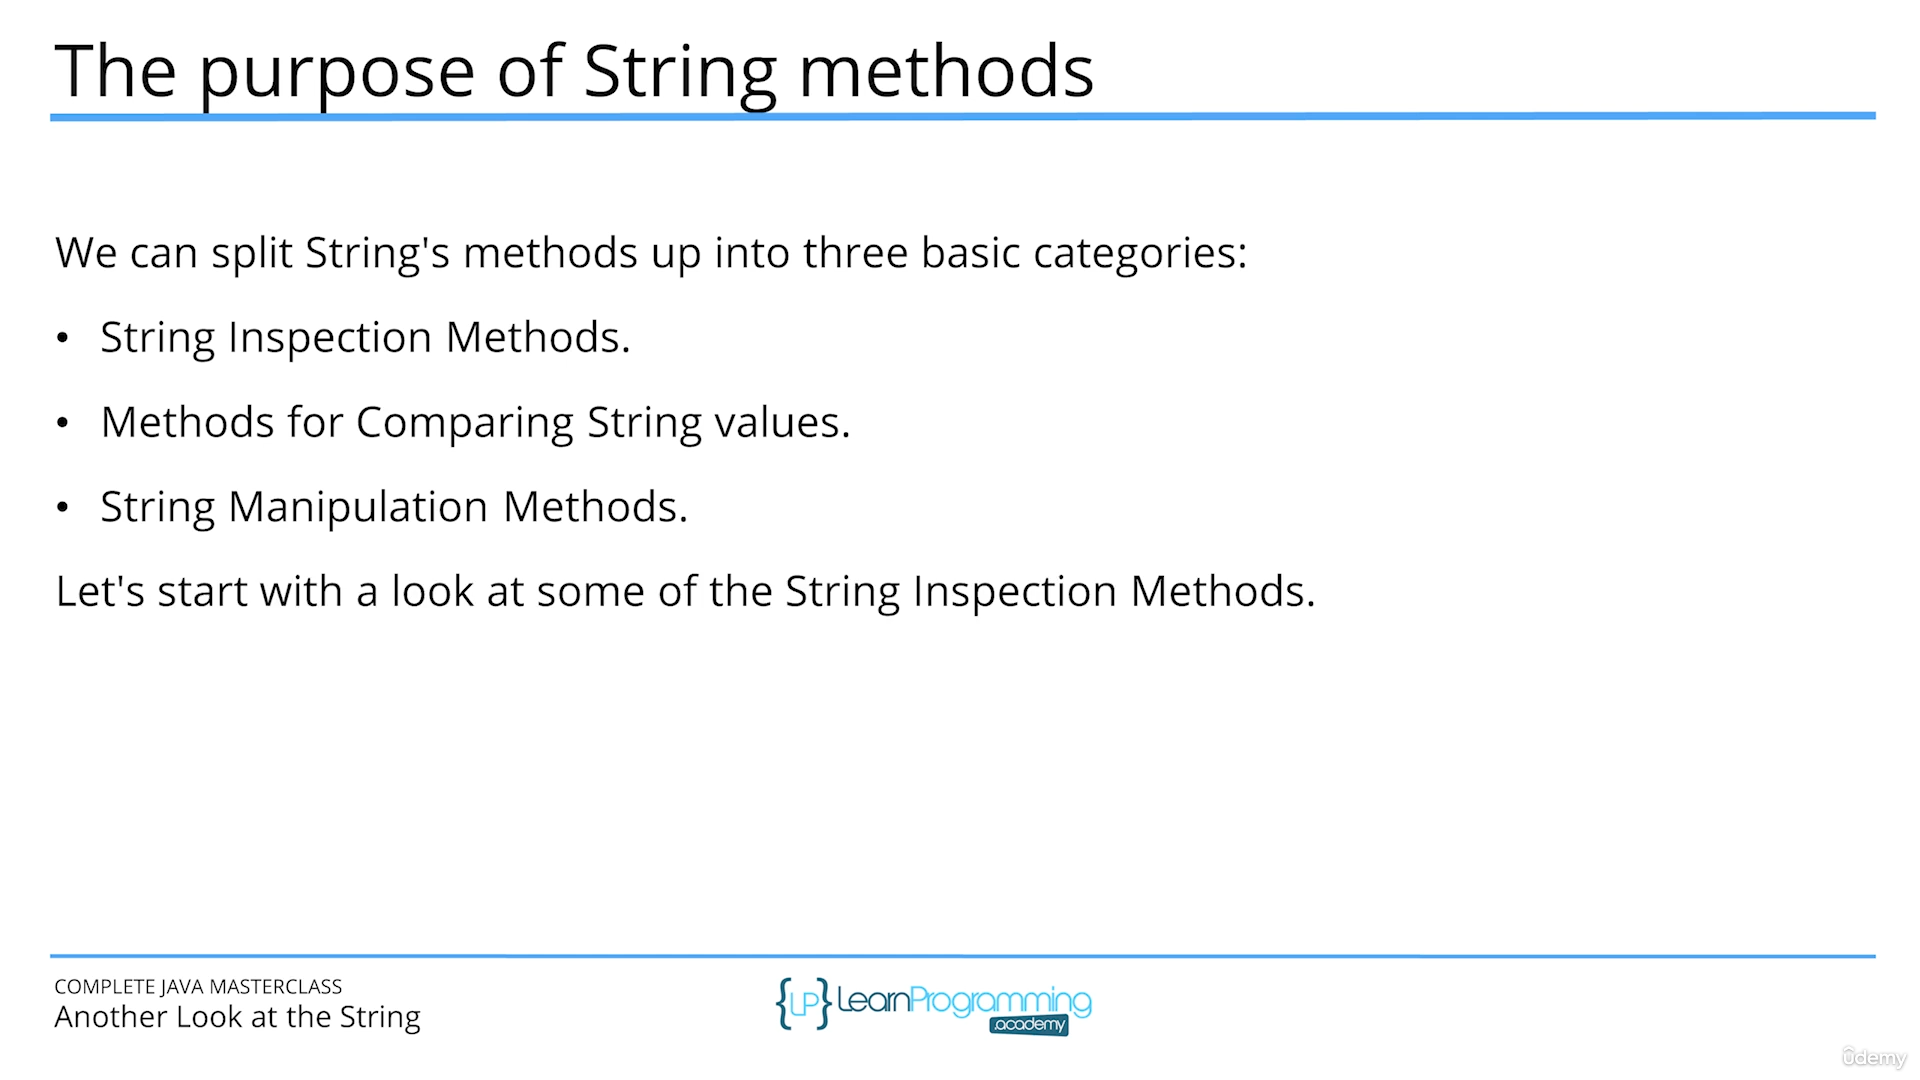 The purpose of String methods
We can split String's methods up into three basic categories:
• String Inspection Methods.
• Methods for Comparing String values.
• String Manipulation Methods.
Let's start with a look at some of the String Inspection Methods.
COMPLETE JAVA MASTERCLASS
Another Look at the String
{LP} LearnProgramming
.academy
ûdemy